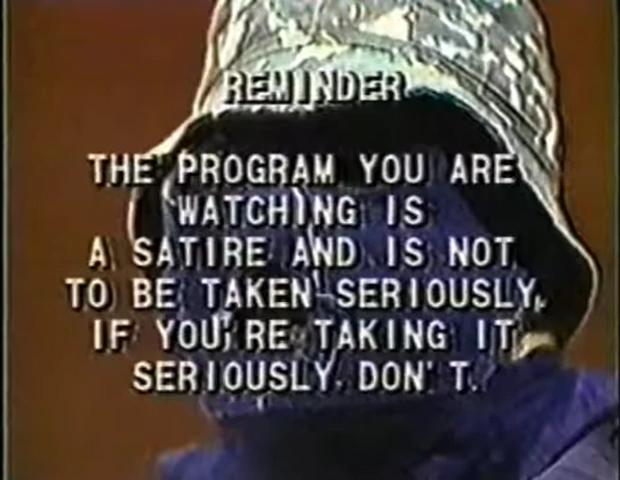 REMINDER
THE PROGRAM YOU ARE
WATCHING IS
A SATIRE AND IS NOT
TO BE TAKEN SERIOUSLY.
IF YOU'RE TAKING IT
SERIOUSLY DON'T.